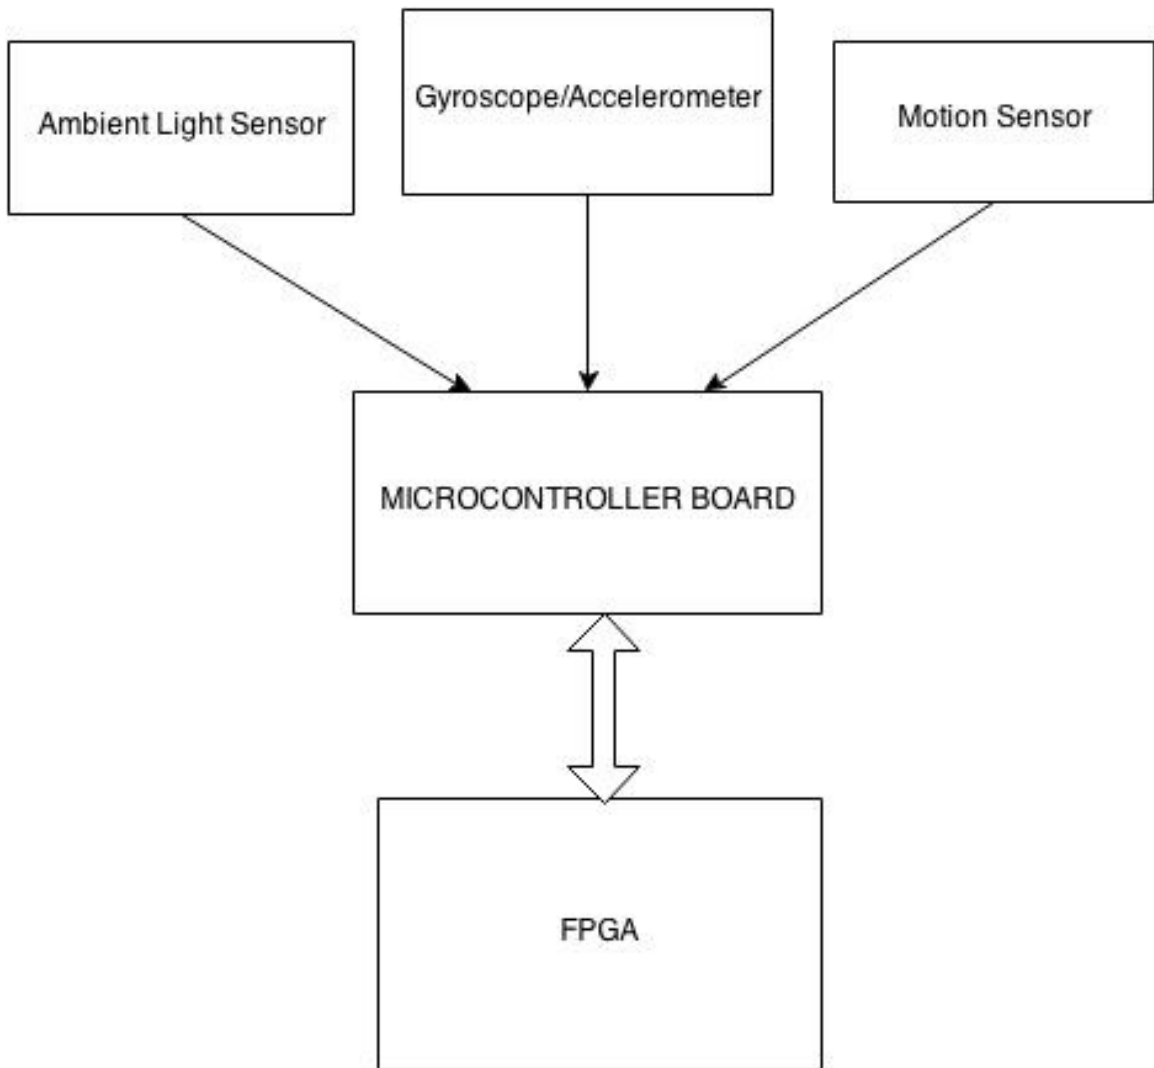 Ambient Light Sensor
Gyroscope/Accelerometer
Motion Sensor
MICROCONTROLLER BOARD
FPGA